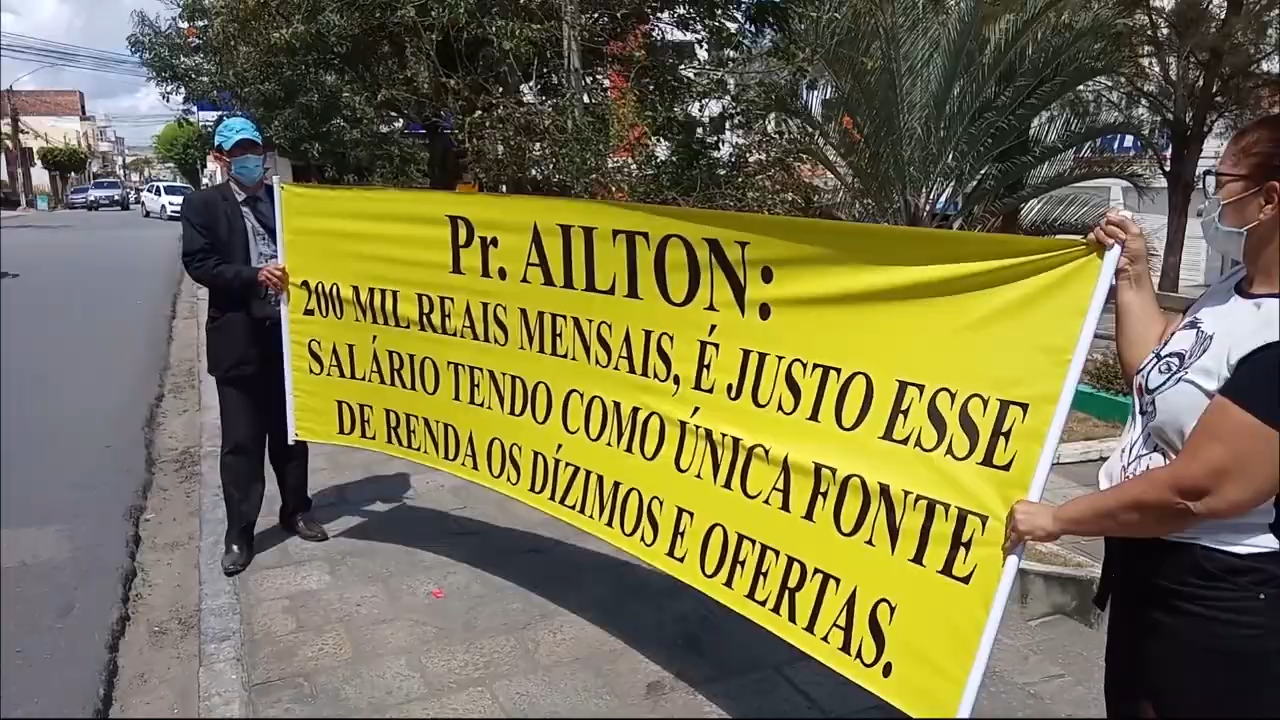 Pr. AILTON:
200 MIL REAIS MENSAIS, É JUSTO ESSE
SALÁRIO TENDO COMO ÚNICA FONTE
DE RENDA OS DÍZIMOS E OFERTAS.